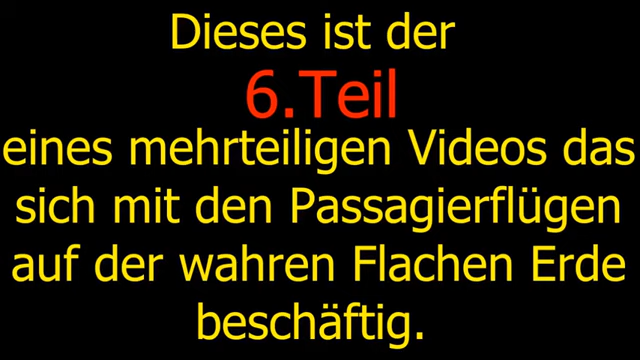 Dieses ist der
6.Teil
eines mehrteiligen Videos das
sich mit den Passagierflügen
auf der wahren Flachen Erde
beschäftig.